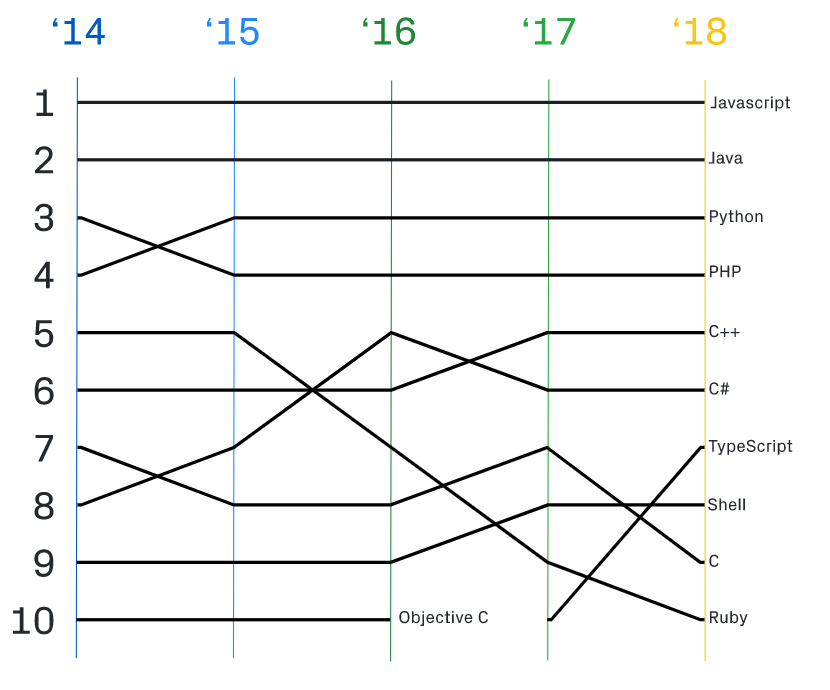 ‘14 ‘15 ‘16 ‘17 ‘18
1 Javascript
2 Java
3 Python
4 PHP
5 C++
6 C#
7 TypeScript
8 Shell
9 C
10 Objective C Ruby